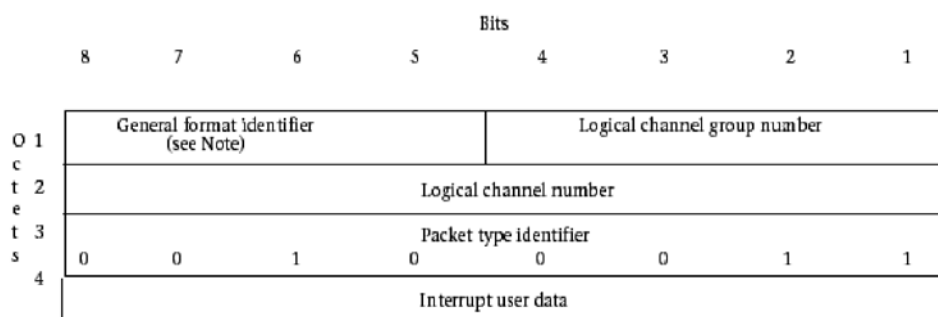 Bits
8 7 6 5 4 3 2 1
Octets
1 General format identifier Logical channel group number
(see Note)
2 Logical channel number
3 Packet type identifier
0 0 1 0 0 0 1 1
4 Interrupt user data